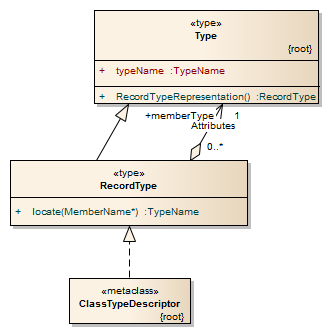 «type»
Type
{root}
+ typeName :TypeName
+ RecordTypeRepresentation() :RecordType
+memberType 1
Attributes
0..*
«type»
RecordType
+ locate(MemberName*) :TypeName
«metaclass»
ClassTypeDescriptor
{root}